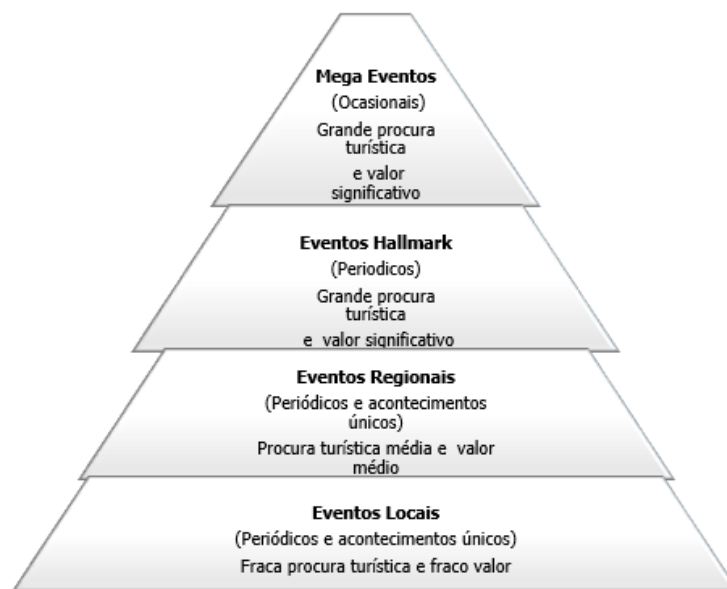 Mega Eventos
(Ocasionais)
Grande procura
turística
e valor
significativo
Eventos Hallmark
(Periodicos)
Grande procura
turística
e valor significativo
Eventos Regionais
(Periódicos e acontecimentos
únicos)
Procura turística média e valor
médio
Eventos Locais
(Periódicos e acontecimentos únicos)
Fraca procura turística e fraco valor